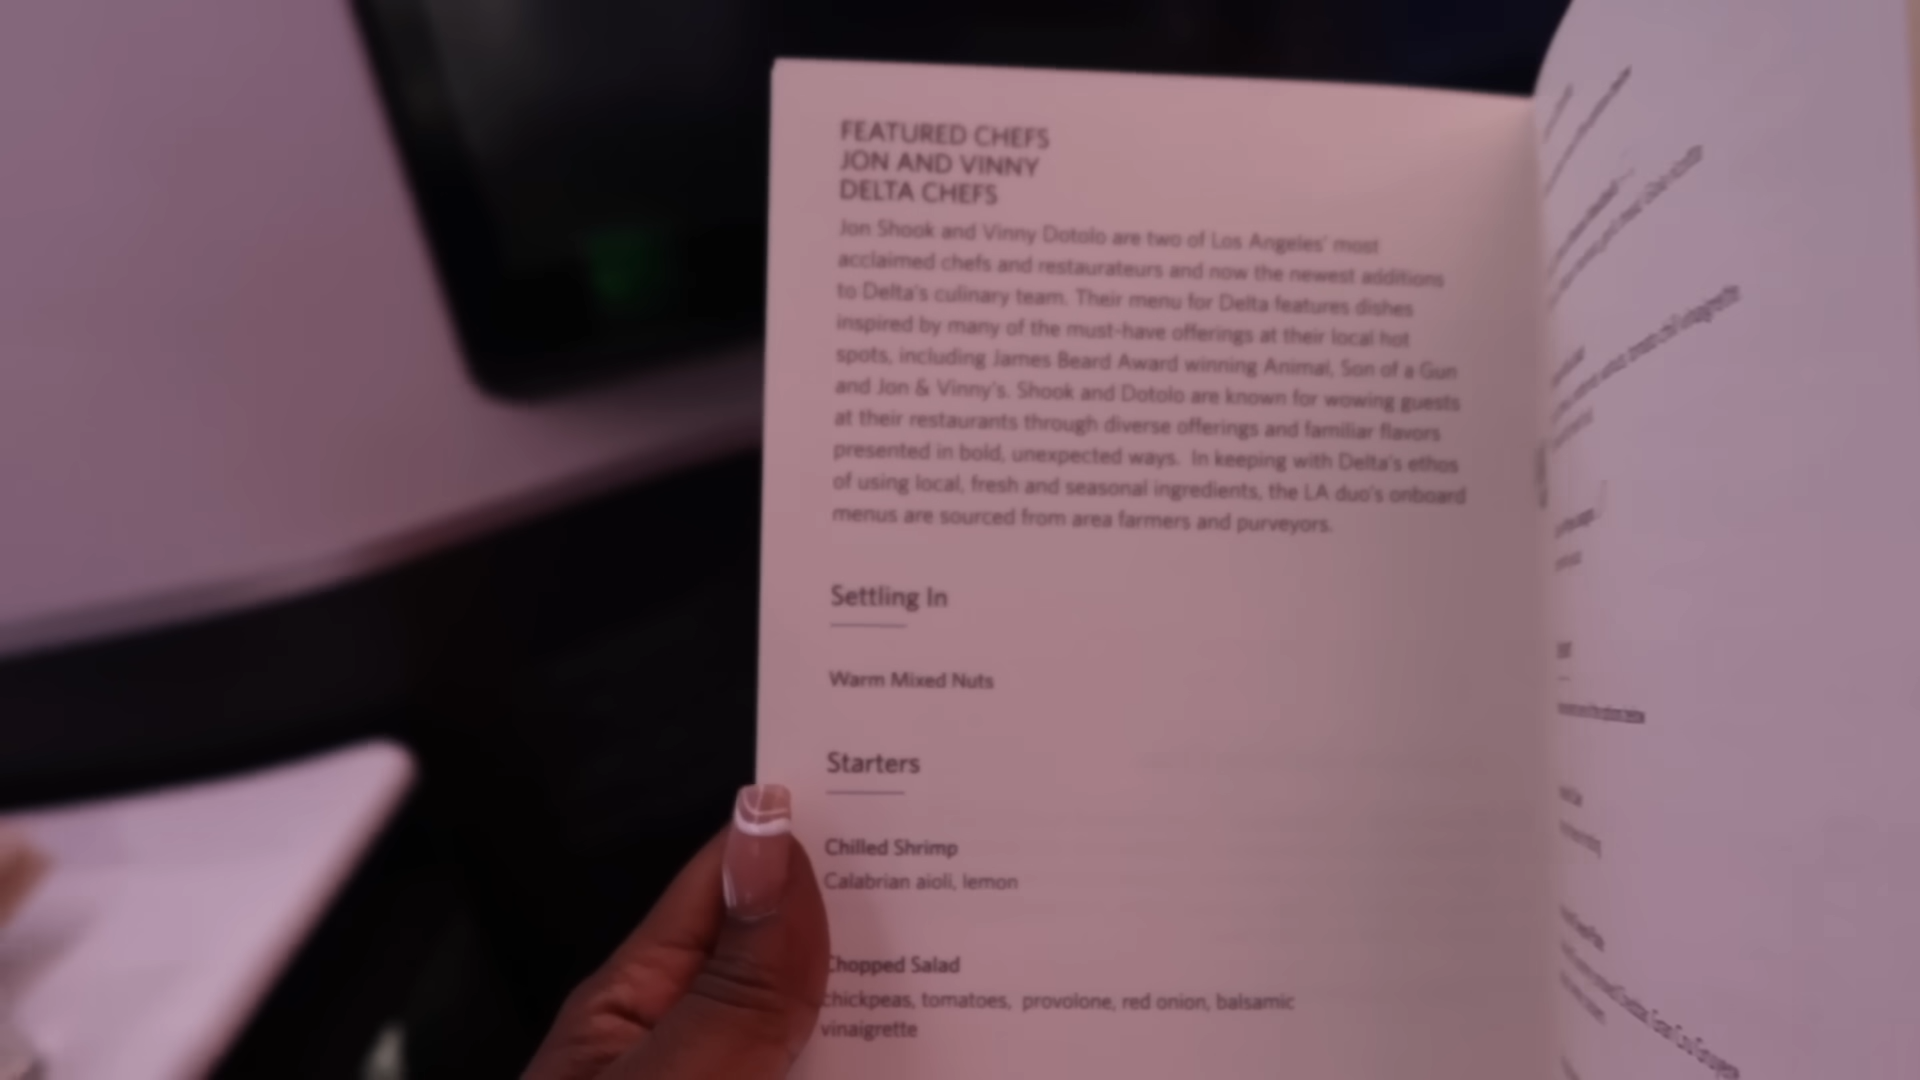 FEATURED CHEFS
JON AND VINNY
DELTA CHEFS
Jon Shook and Vinny Dotolo are two of Los Angeles' most
acclaimed chefs and restaurateurs and now the newest additions
to Delta's culinary team. Their menu for Delta features dishes
inspired by many of the must-have offerings at their local hot
spots, including James Beard Award winning Animal, Son of a Gun
and Jon & Vinny's. Shook and Dotolo are known for wowing guests
at their restaurants through diverse offerings and familiar flavors
presented in bold, unexpected ways. In keeping with Delta's ethos
of using local, fresh and seasonal ingredients, the LA duo's onboard
menus are sourced from area farmers and purveyors.
Settling In
Warm Mixed Nuts
Starters
Chilled Shrimp
Calabrian aioli, lemon
Chopped Salad
chickpeas, tomatoes, provolone, red onion, balsamic
vinaigrette